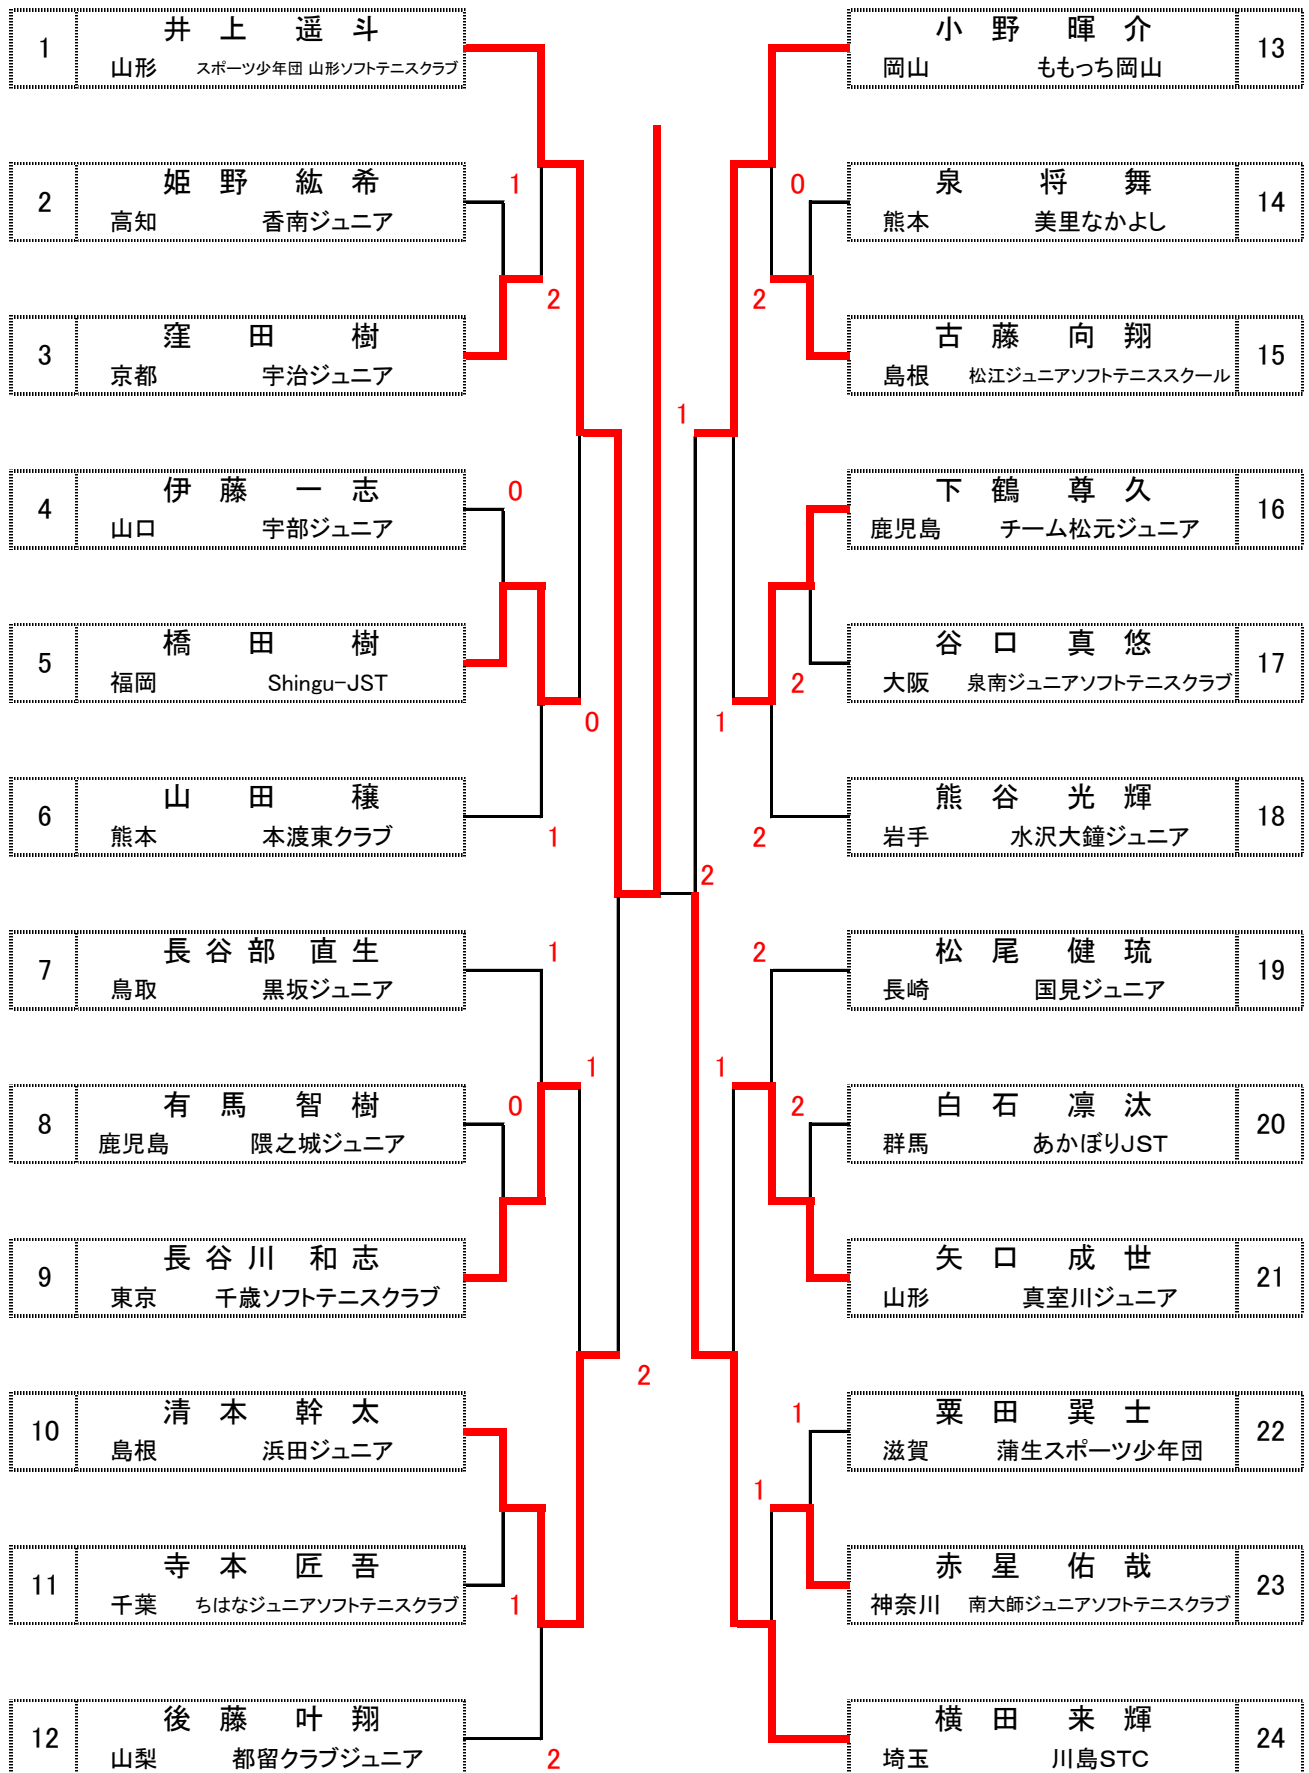 1 井上 遥斗
山形 スポーツ少年団 山形ソフトテニスクラブ
1
2 姫野 紘希
高知 香南ジュニア
2
3 窪田 樹
京都 宇治ジュニア
0
4 伊藤 一志
山口 宇部ジュニア
5 橋田 樹
福岡 Shingu-JST
0
6 山田 穣
熊本 本渡東クラブ
1
1
7 長谷部 直生
鳥取 黒坂ジュニア
1
0
8 有馬 智樹
鹿児島 隈之城ジュニア
9 長谷川 和志
東京 千歳ソフトテニスクラブ
2
10 清本 幹太
島根 浜田ジュニア
11 寺本 匠吾
千葉 ちはなジュニアソフトテニスクラブ
1
12 後藤 叶翔
山梨 都留クラブジュニア
2
小野 暉介 13
岡山 ももっち岡山
0
泉 将舞 14
熊本 美里なかよし
2
古藤 向翔 15
島根 松江ジュニアソフトテニススクール
1
下鶴 尊久 16
鹿児島 チーム松元ジュニア
谷口 真悠 17
大阪 泉南ジュニアソフトテニスクラブ
2
1
熊谷 光輝 18
岩手 水沢大鐘ジュニア
2
2
2
松尾 健琉 19
長崎 国見ジュニア
1
2
白石 凛汰 20
群馬 あかぼりJST
矢口 成世 21
山形 真室川ジュニア
1
粟田 巽士 22
滋賀 蒲生スポーツ少年団
1
赤星 佑哉 23
神奈川 南大師ジュニアソフトテニスクラブ
横田 来輝 24
埼玉 川島STC